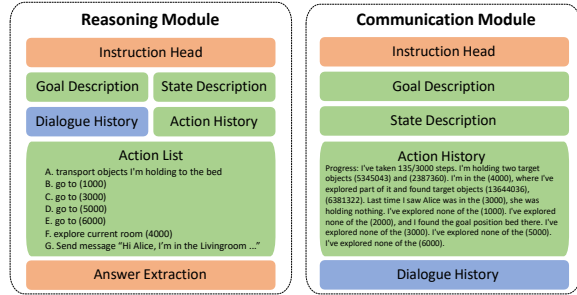 Reasoning Module
Instruction Head
Goal Description
State Description
Dialogue History
Action History
Action List
A. transport objects I'm holding to the bed
B. go to (1000)
C. go to (3000)
D. go to (5000)
E. go to (6000)
F. explore current room (4000)
G. Send message "Hi Alice, I'm in the Livingroom ..."
Answer Extraction
Communication Module
Instruction Head
Goal Description
State Description
Action History
Progress: I've taken 135/3000 steps. I'm holding two target
objects (5345043) and (2387360). I'm in the (4000), where I've
explored part of it and found target objects (13644036),
(6381322). Last time I saw Alice was in the (3000), she was
holding nothing. I've explored none of the (1000). I've explored
none of the (2000), and I found the goal position bed there. I've
explored none of the (3000). I've explored none of the (5000).
I've explored none of the (6000).
Dialogue History